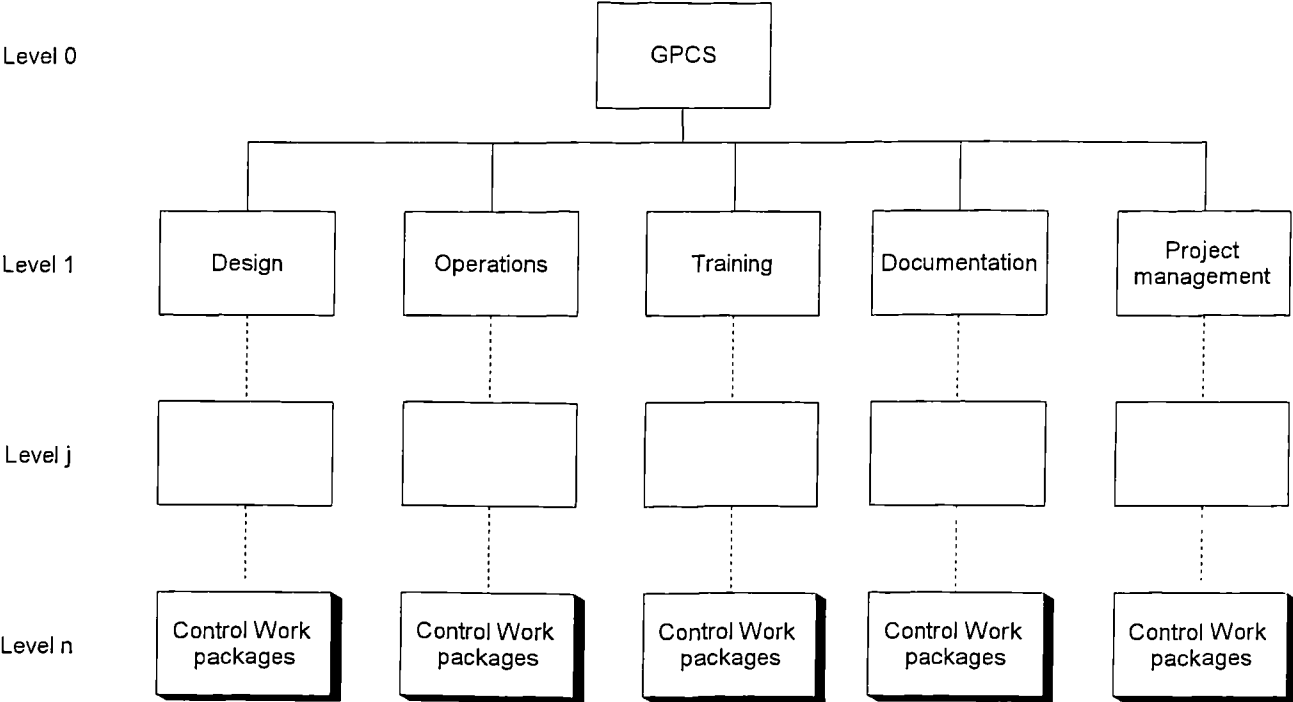 Level 0
GPCS
Level 1
Design
Operations
Training
Documentation
Project
management
Level j
Level n
Control Work
packages
Control Work
packages
Control Work
packages
Control Work
packages
Control Work
packages